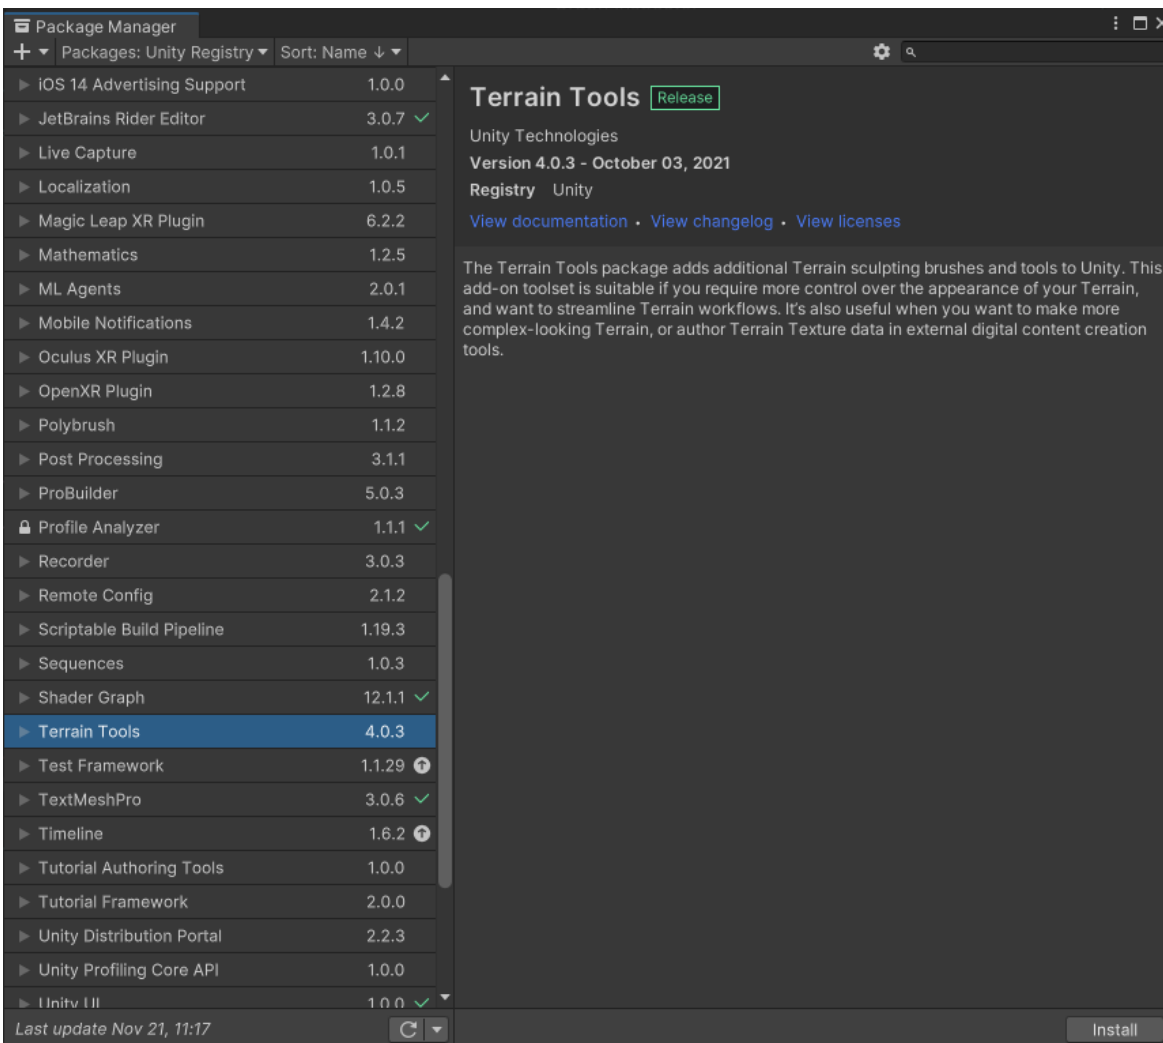 Package Manager
Packages: Unity Registry Sort: Name
iOS 14 Advertising Support 1.0.0
JetBrains Rider Editor 3.0.7
Live Capture 1.0.1
Localization 1.0.5
Magic Leap XR Plugin 6.2.2
Mathematics 1.2.5
ML Agents 2.0.1
Mobile Notifications 1.4.2
Oculus XR Plugin 1.10.0
OpenXR Plugin 1.2.8
Polybrush 1.1.2
Post Processing 3.1.1
ProBuilder 5.0.3
Profile Analyzer 1.1.1
Recorder 3.0.3
Remote Config 2.1.2
Scriptable Build Pipeline 1.19.3
Sequences 1.0.3
Shader Graph 12.1.1
Terrain Tools 4.0.3
Test Framework 1.1.29
TextMeshPro 3.0.6
Timeline 1.6.2
Tutorial Authoring Tools 1.0.0
Tutorial Framework 2.0.0
Unity Distribution Portal 2.2.3
Unity Profiling Core API 1.0.0
Unity UI 1.0.0
Last update Nov 21, 11:17
Terrain Tools Release
Unity Technologies
Version 4.0.3 - October 03, 2021
Registry Unity
View documentation • View changelog • View licenses
The Terrain Tools package adds additional Terrain sculpting brushes and tools to Unity. This
add-on toolset is suitable if you require more control over the appearance of your Terrain,
and want to streamline Terrain workflows. It's also useful when you want to make more
complex-looking Terrain, or author Terrain Texture data in external digital content creation
tools.
Install